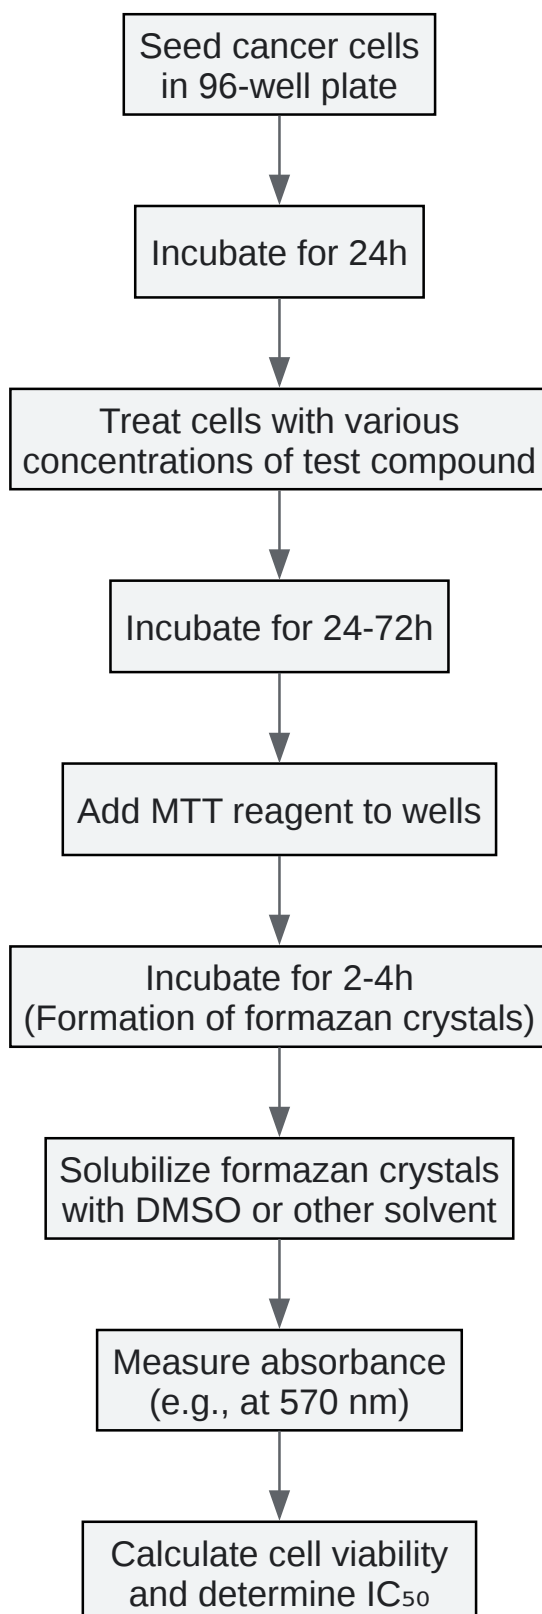 Seed cancer cells
in 96-well plate
Incubate for 24h
Treat cells with various
concentrations of test compound
Incubate for 24-72h
Add MTT reagent to wells
Incubate for 2-4h
(Formation of formazan crystals)
Solubilize formazan crystals
with DMSO or other solvent
Measure absorbance
(e.g., at 570 nm)
Calculate cell viability
and determine IC₅₀